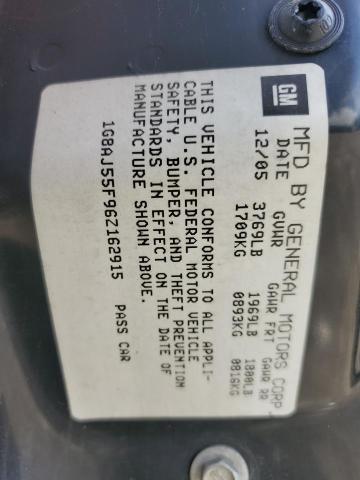 GM MFD BY GENERAL MOTORS CORP
DATE GVWR GAWR FRT GAWR RR
12/05 3769LB 1969LB 1800LB
1709KG 0893KG 0816KG
THIS VEHICLE CONFORMS TO ALL APPLI-
CABLE U.S. FEDERAL MOTOR VEHICLE
SAFETY, BUMPER, AND THEFT PREVENTION
STANDARDS IN EFFECT ON THE DATE OF
MANUFACTURE SHOWN ABOVE.
1G8AJ55F96Z162915 PASS CAR